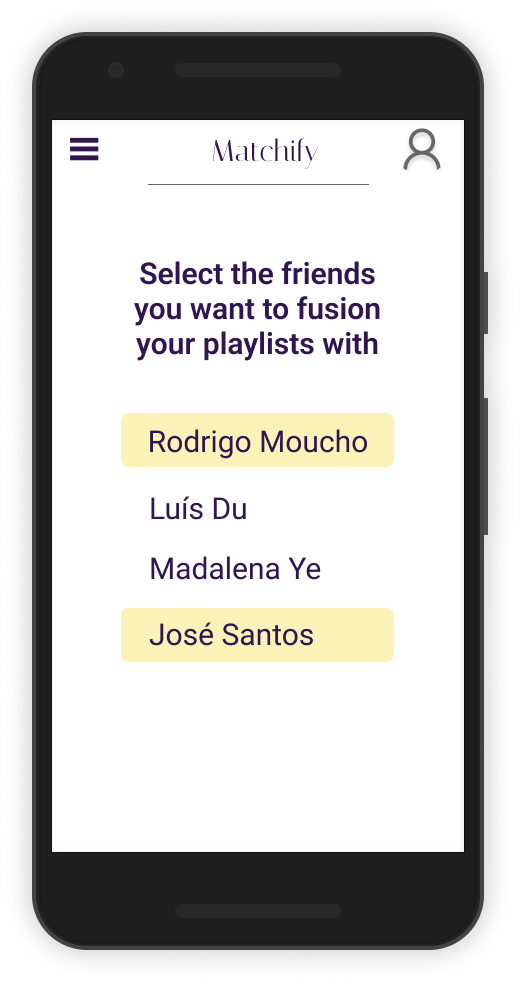 Matchify
Select the friends
you want to fusion
your playlists with
Rodrigo Moucho
Luís Du
Madalena Ye
José Santos